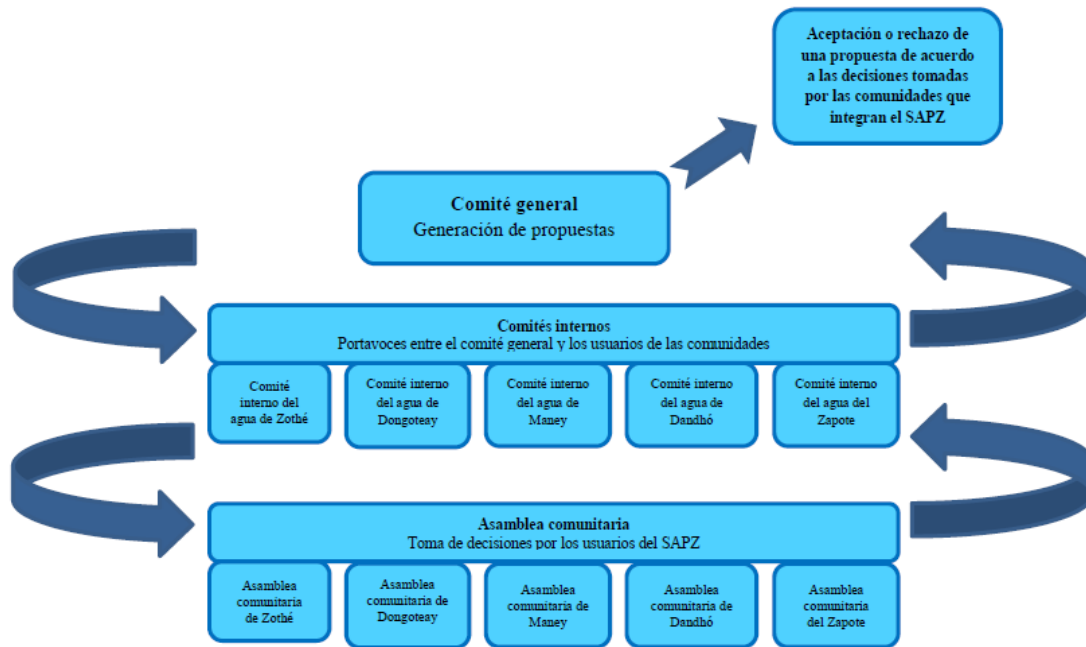 Aceptación o rechazo de
una propuesta de acuerdo
a las decisiones tomadas
por las comunidades que
integran el SAPZ
Comité general
Generación de propuestas
Comités internos
Portavoces entre el comité general y los usuarios de las comunidades
Comité
interno del
agua de Zothé
Comité interno
del agua de
Dongoteay
Comité interno
del agua de
Maney
Comité interno
del agua de
Dandhó
Comité interno
del agua del
Zapote
Asamblea comunitaria
Toma de decisiones por los usuarios del SAPZ
Asamblea
comunitaria
de Zothé
Asamblea
comunitaria de
Dongoteay
Asamblea
comunitaria de
Maney
Asamblea
comunitaria de
Dandhó
Asamblea
comunitaria
del Zapote